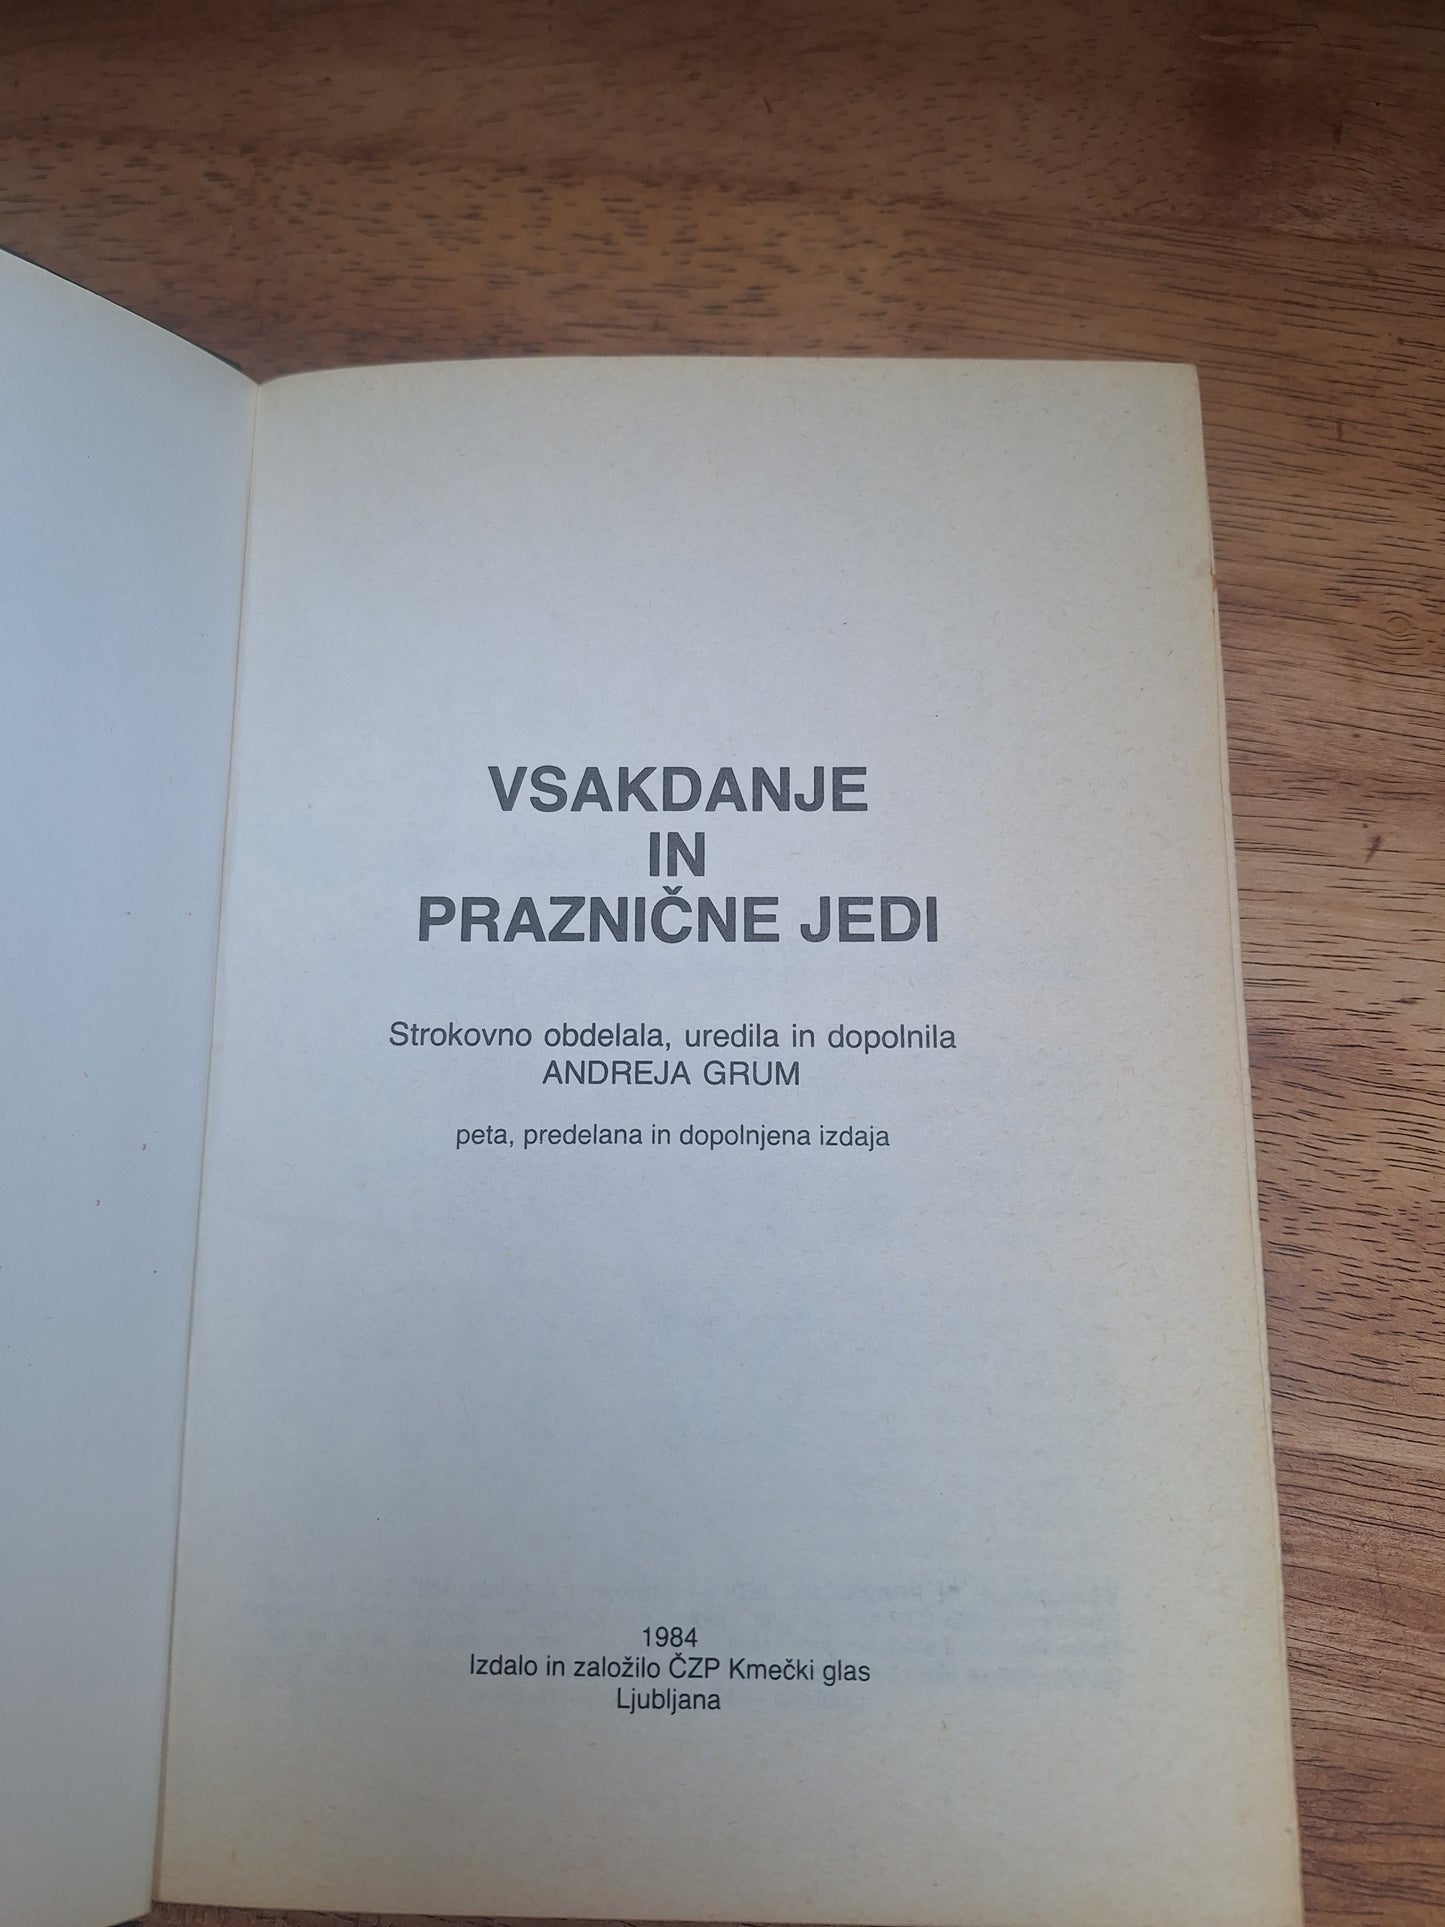 VSAKDANJE
IN
PRAZNIČNE JEDI
Strokovno obdelala, uredila in dopolnila
ANDREJA GRUM
peta, predelana in dopolnjena izdaja
1984
Izdalo in založilo ČZP Kmečki glas
Ljubljana